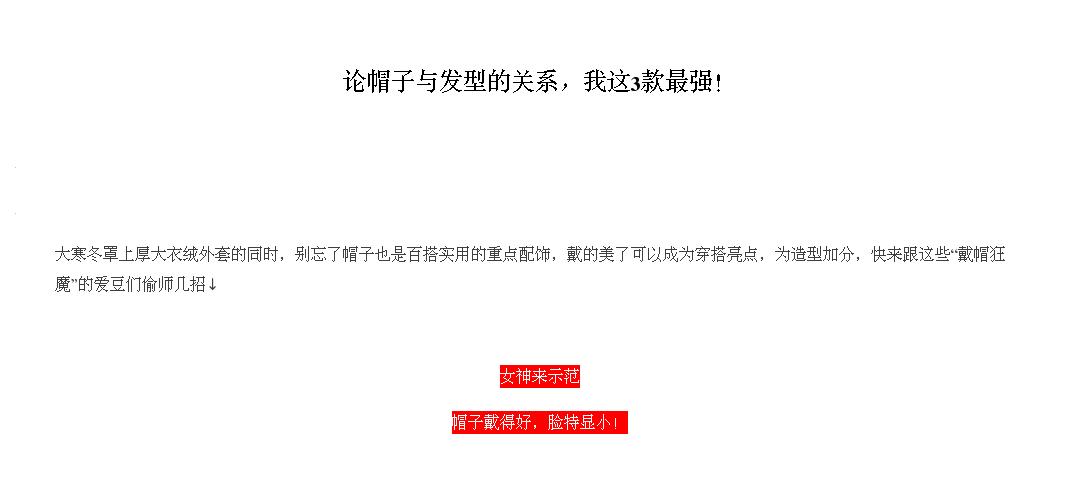 论帽子与发型的关系，我这3款最强！
大寒冬罩上厚大衣绒外套的同时，别忘了帽子也是百搭实用的重点配饰，戴的美了可以成为穿搭亮点，为造型加分，快来跟这些“戴帽狂
魔”的爱豆们偷师几招↓
女神来示范
帽子戴得好，脸特显小！